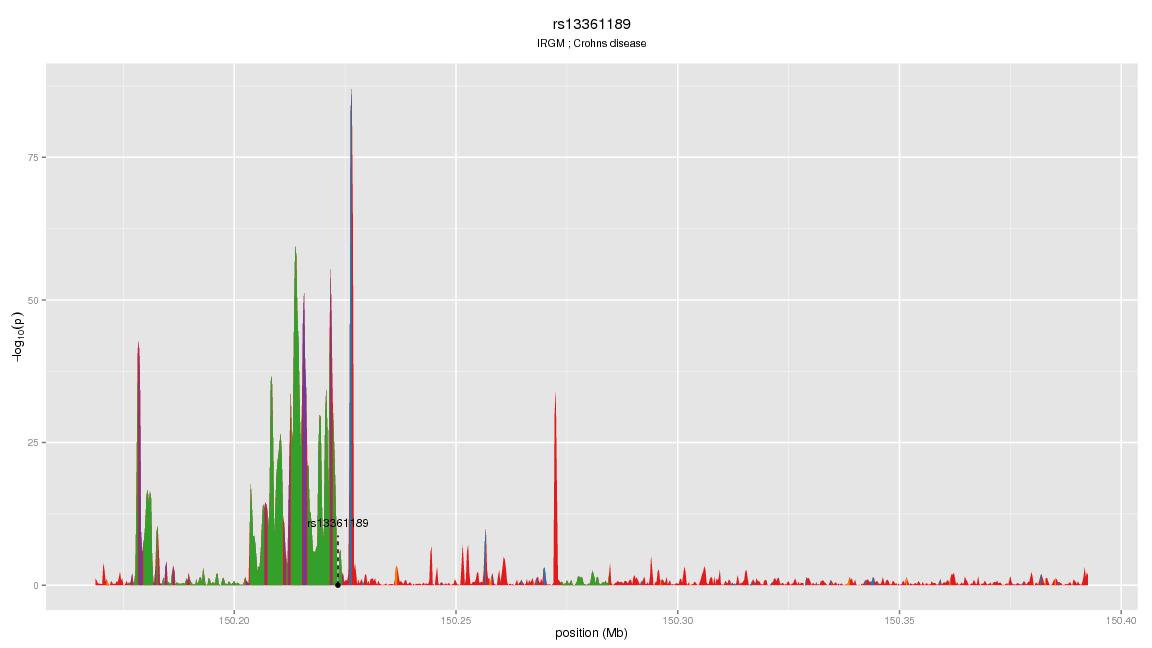 rs13361189
IRGM ; Crohns disease
−log10(p)
75
50
25
0
rs13361189
150.20 150.25 150.30 150.35 150.40
position (Mb)